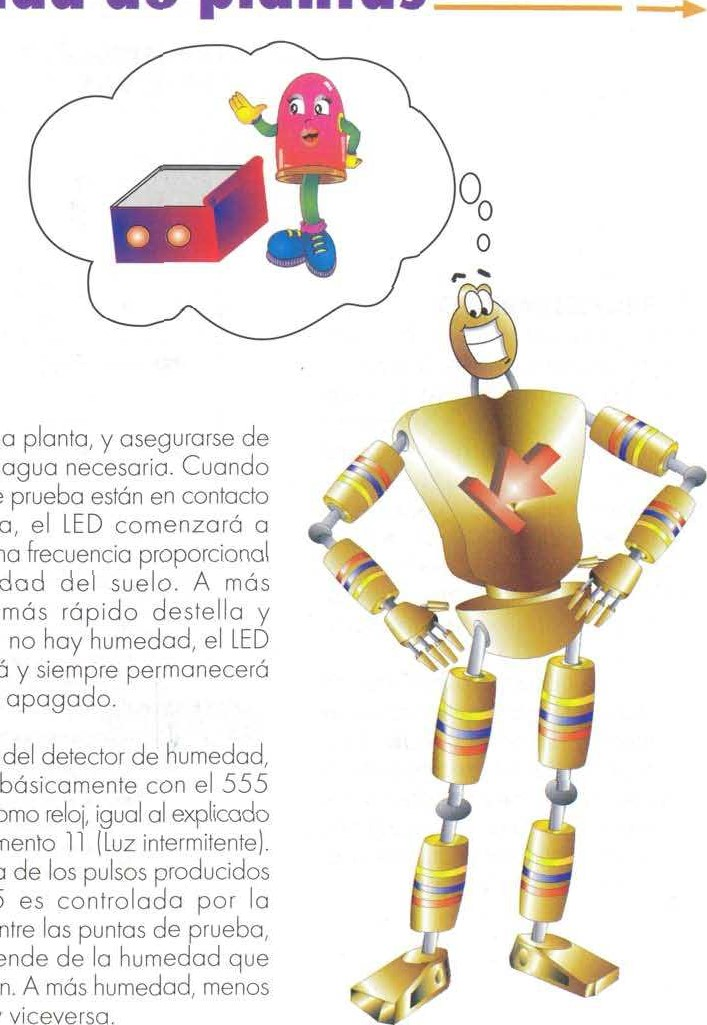 dad de plantas
a planta, y asegurarse de
agua necesaria. Cuando
e prueba están en contacto
a, el LED comenzará a
na frecuencia proporcional
dad del suelo. A más
más rápido destella y
no hay humedad, el LED
á y siempre permanecerá
apagado.
del detector de humedad,
básicamente con el 555
omo reloj, igual al explicado
mento 11 (Luz intermitente).
a de los pulsos producidos
5 es controlada por la
ntre las puntas de prueba,
ende de la humedad que
n. A más humedad, menos
y viceversa.